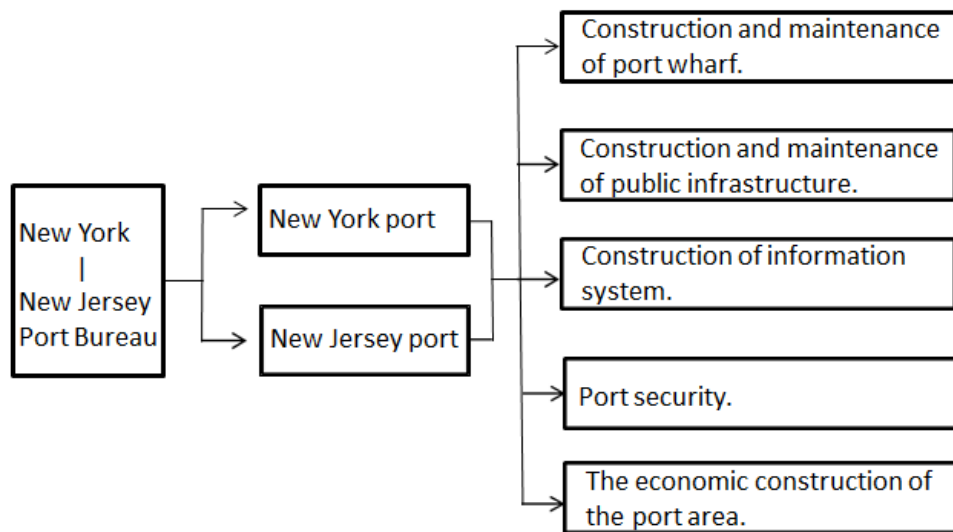 New York
|
New Jersey
Port Bureau
New York port
New Jersey port
Construction and maintenance
of port wharf.
Construction and maintenance
of public infrastructure.
Construction of information
system.
Port security.
The economic construction of
the port area.